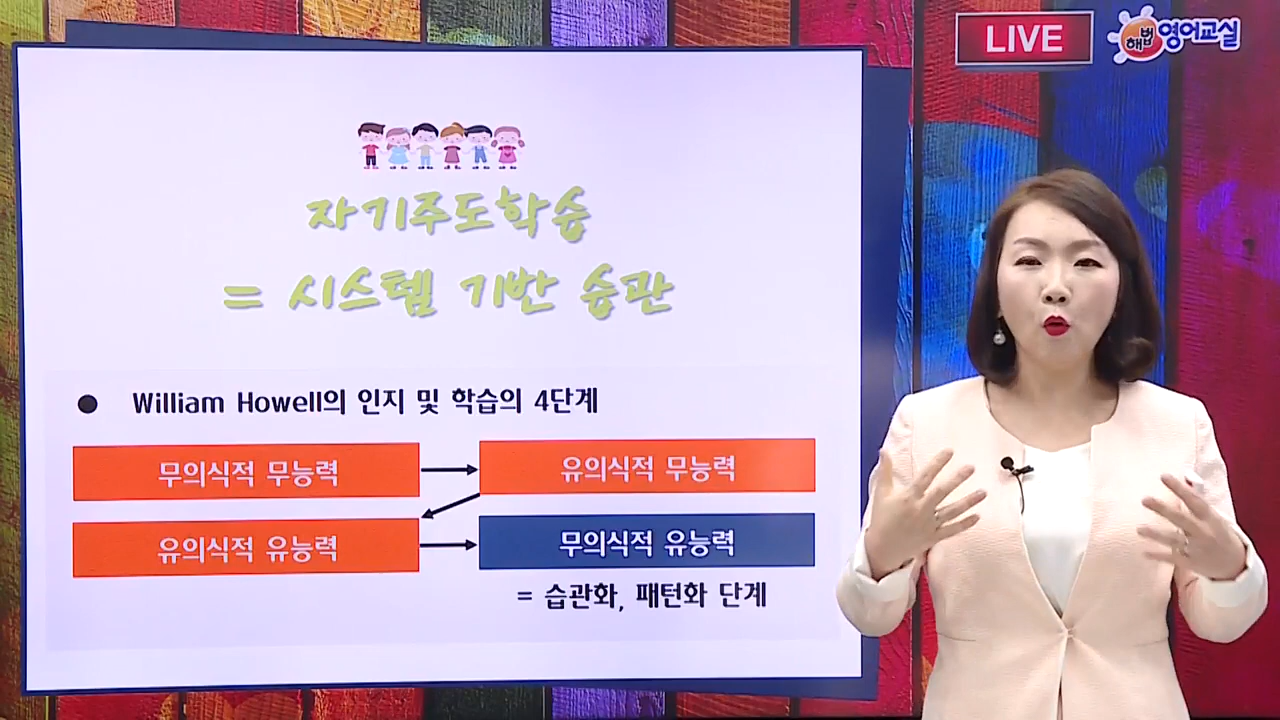 LIVE
해법영어교실
자기주도학습
= 시스템 기반 습관
● William Howell의 인지 및 학습의 4단계
무의식적 무능력
유의식적 무능력
유의식적 유능력
무의식적 유능력
= 습관화, 패턴화 단계